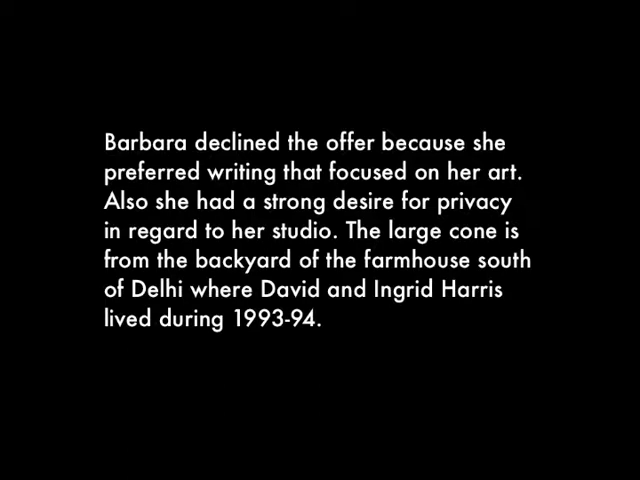 Barbara declined the offer because she
preferred writing that focused on her art.
Also she had a strong desire for privacy
in regard to her studio. The large cone is
from the backyard of the farmhouse south
of Delhi where David and Ingrid Harris
lived during 1993-94.